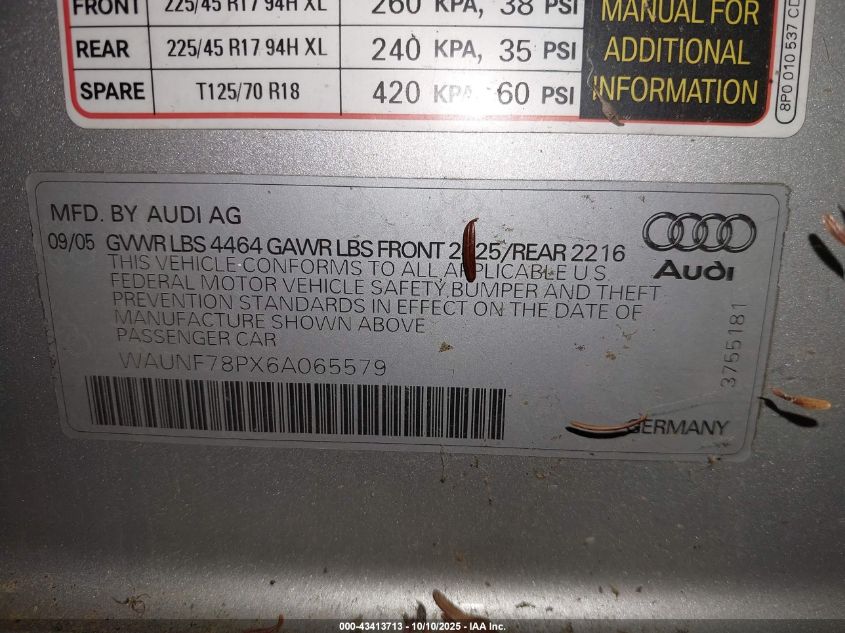 FRONT 225/45 R17 94H XL 260 KPA, 38 PSI
REAR 225/45 R17 94H XL 240 KPA, 35 PSI
SPARE T125/70 R18 420 KPA, 60 PSI
MANUAL FOR
ADDITIONAL
INFORMATION
8P0 010 537 CD
MFD. BY AUDI AG
09/05 GVWR LBS 4464 GAWR LBS FRONT 2 25/REAR 2216
THIS VEHICLE CONFORMS TO ALL APPLICABLE U.S.
FEDERAL MOTOR VEHICLE SAFETY,BUMPER AND THEFT
PREVENTION STANDARDS IN EFFECT ON THE DATE OF
MANUFACTURE SHOWN ABOVE
PASSENGER CAR
WAUNF78PX6A065579
Audi
3755181
GERMANY
000-43413713 - 10/10/2025 - IAA Inc.